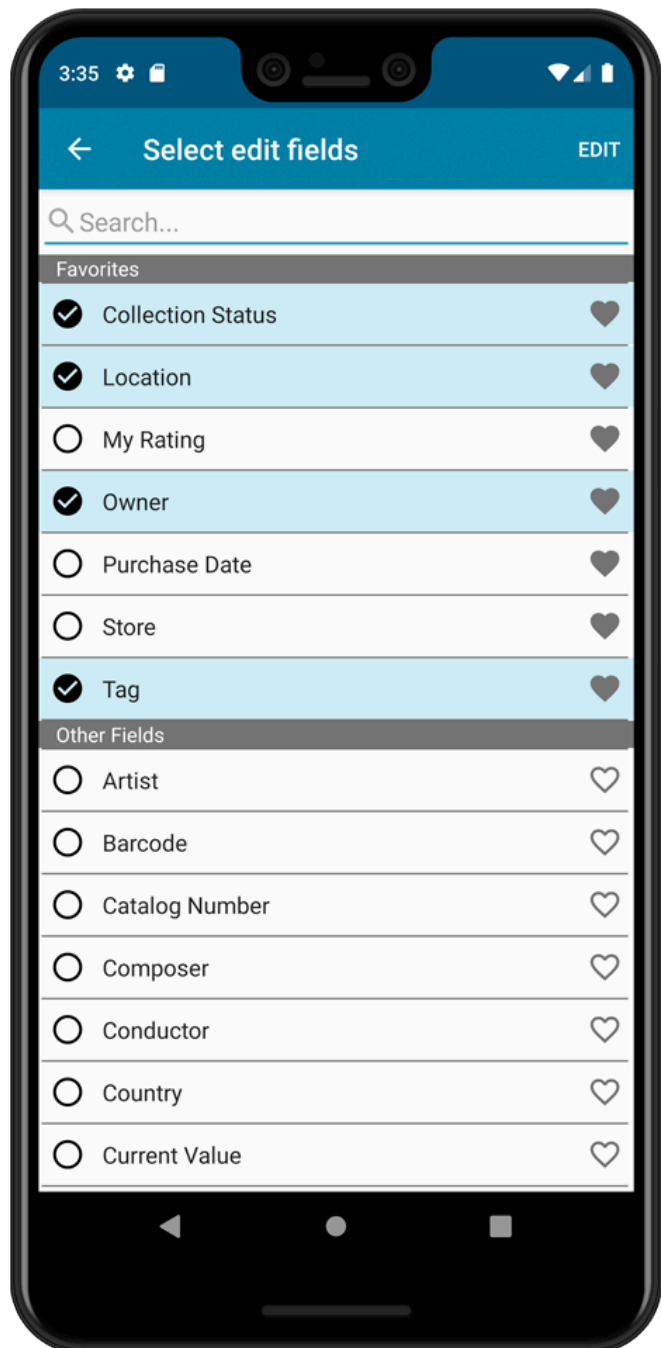 3:35
Select edit fields
EDIT
Search...
Favorites
Collection Status
Location
My Rating
Owner
Purchase Date
Store
Tag
Other Fields
Artist
Barcode
Catalog Number
Composer
Conductor
Country
Current Value